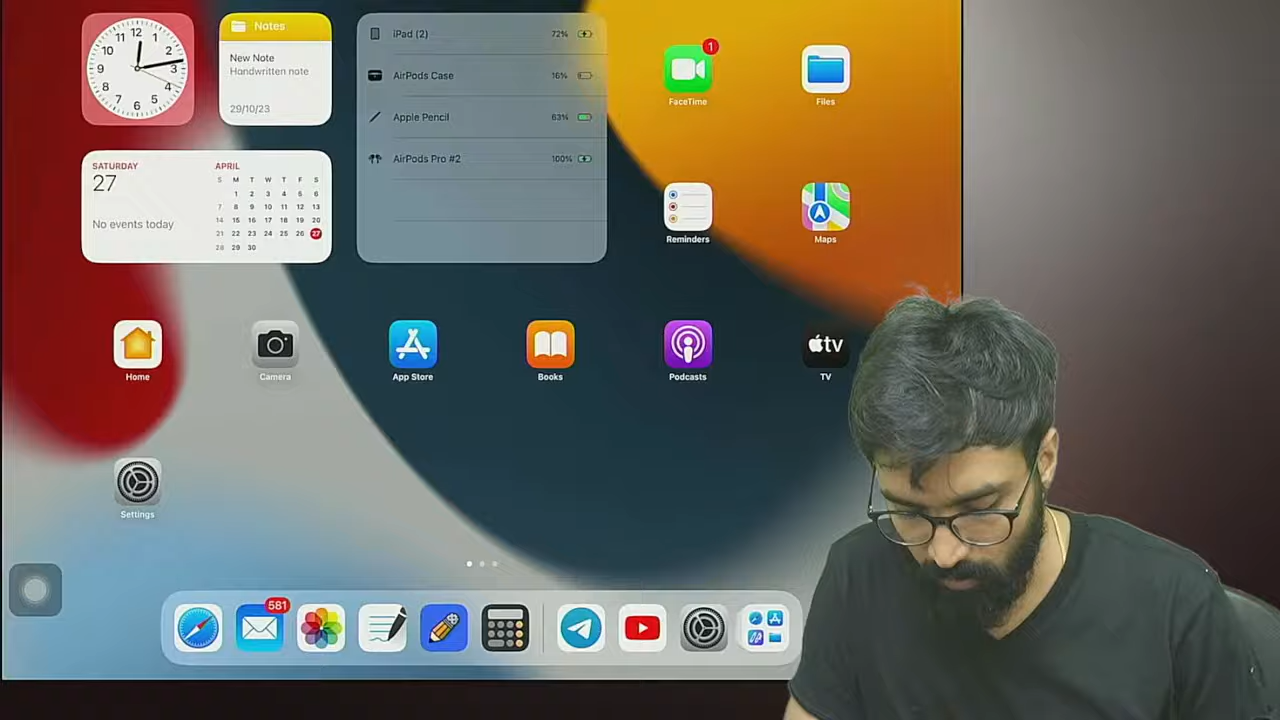 12
1
2
3
4
5
6
7
8
9
10
11
Notes
New Note
Handwritten note
29/10/23
iPad (2) 72%
AirPods Case 16%
Apple Pencil 63%
AirPods Pro #2 100%
1
FaceTime
Files
SATURDAY
27
No events today
APRIL
S M T W T F S
1 2 3 4 5 6
7 8 9 10 11 12 13
14 15 16 17 18 19 20
21 22 23 24 25 26 27
28 29 30
Reminders
Maps
Home
Camera
App Store
Books
Podcasts
tv
TV
Settings
581